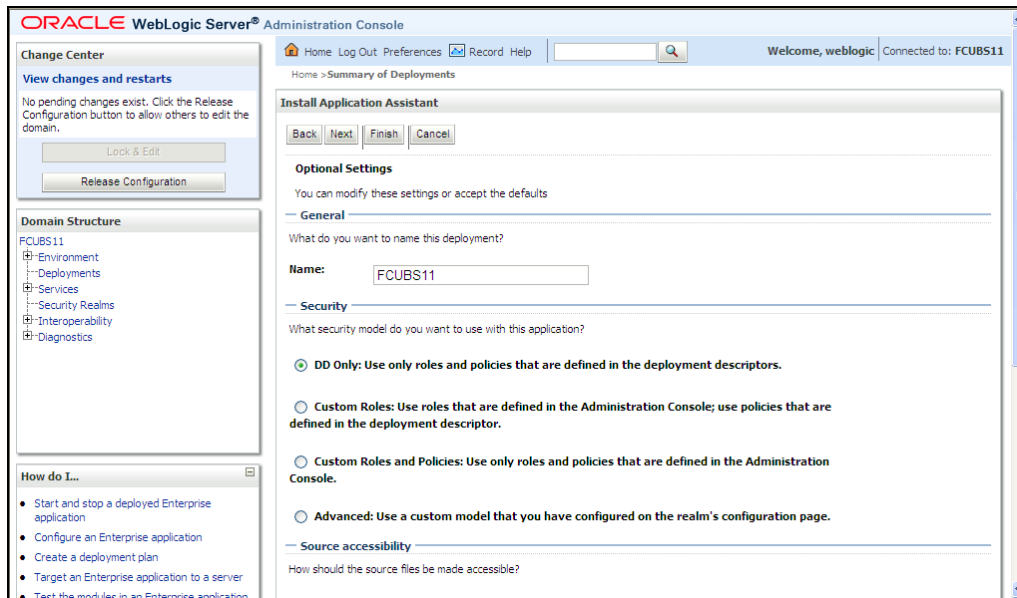 ORACLE WebLogic Server® Administration Console
Change Center
View changes and restarts
No pending changes exist. Click the Release
Configuration button to allow others to edit the
domain.
Lock & Edit
Release Configuration
Domain Structure
FCUBS11
Environment
Deployments
Services
Security Realms
Interoperability
Diagnostics
How do I...
Start and stop a deployed Enterprise
application
Configure an Enterprise application
Create a deployment plan
Target an Enterprise application to a server
Test the modules in an Enterprise application
Home Log Out Preferences Record Help
Welcome, weblogic Connected to: FCUBS11
Home >Summary of Deployments
Install Application Assistant
Back Next Finish Cancel
Optional Settings
You can modify these settings or accept the defaults
General
What do you want to name this deployment?
Name: FCUBS11
Security
What security model do you want to use with this application?
DD Only: Use only roles and policies that are defined in the deployment descriptors.
Custom Roles: Use roles that are defined in the Administration Console; use policies that are
defined in the deployment descriptor.
Custom Roles and Policies: Use only roles and policies that are defined in the Administration
Console.
Advanced: Use a custom model that you have configured on the realm's configuration page.
Source accessibility
How should the source files be made accessible?